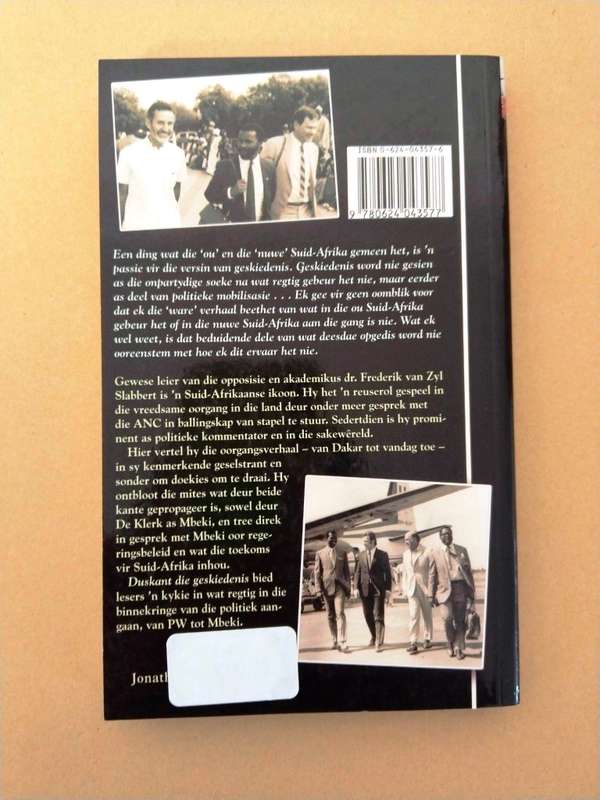 ISBN 0-624-04357-6
9 780624 043577
Een ding wat die ‘ou’ en die ‘nuwe’ Suid-Afrika gemeen het, is ’n
passie vir die versin van geskiedenis. Geskiedenis word nie gesien
as die onpartydige soeke na wat regtig gebeur het nie, maar eerder
as deel van politieke mobilisasie . . . Ek gee vir geen oomblik voor
dat ek die ‘ware’ verhaal beethet van wat in die ou Suid-Afrika
gebeur het of in die nuwe Suid-Afrika aan die gang is nie. Wat ek
wel weet, is dat beduidende dele van wat deesdae opgedis word nie
ooreenstem met hoe ek dit ervaar het nie.
Gewese leier van die opposisie en akademikus dr. Frederik van Zyl
Slabbert is ’n Suid-Afrikaanse ikoon. Hy het ’n reuserol gespeel in
die vreedsame oorgang in die land deur onder meer gesprek met
die ANC in ballingskap van stapel te stuur. Sedertdien is hy promi-
nent as politieke kommentator en in die sakewêreld.
Hier vertel hy die oorgangsverhaal – van Dakar tot vandag toe –
in sy kenmerkende geselstrant en
sonder om doekies om te draai. Hy
ontbloot die mites wat deur beide
kante gepropageer is, sowel deur
De Klerk as Mbeki, en tree direk
in gesprek met Mbeki oor rege-
ringsbeleid en wat die toekoms
vir Suid-Afrika inhou.
Duskant die geskiedenis bied
lesers ’n kykie in wat regtig in die
binnekringe van die politiek aan-
gaan, van PW tot Mbeki.